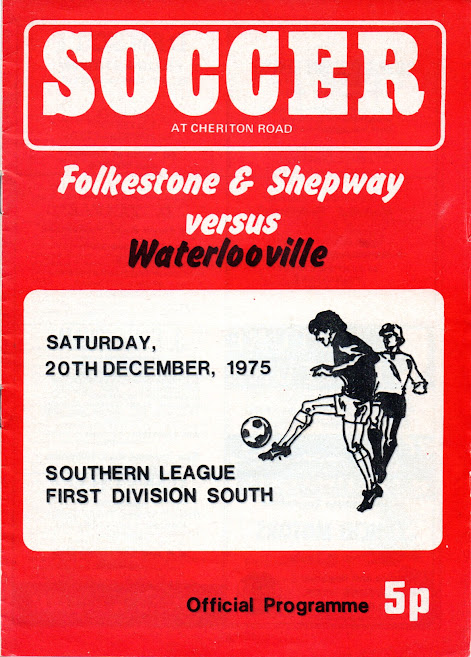 SOCCER
AT CHERITON ROAD
Folkestone & Shepway
versus
Waterlooville
SATURDAY,
20TH DECEMBER, 1975
SOUTHERN LEAGUE
FIRST DIVISION SOUTH
Official Programme 5p